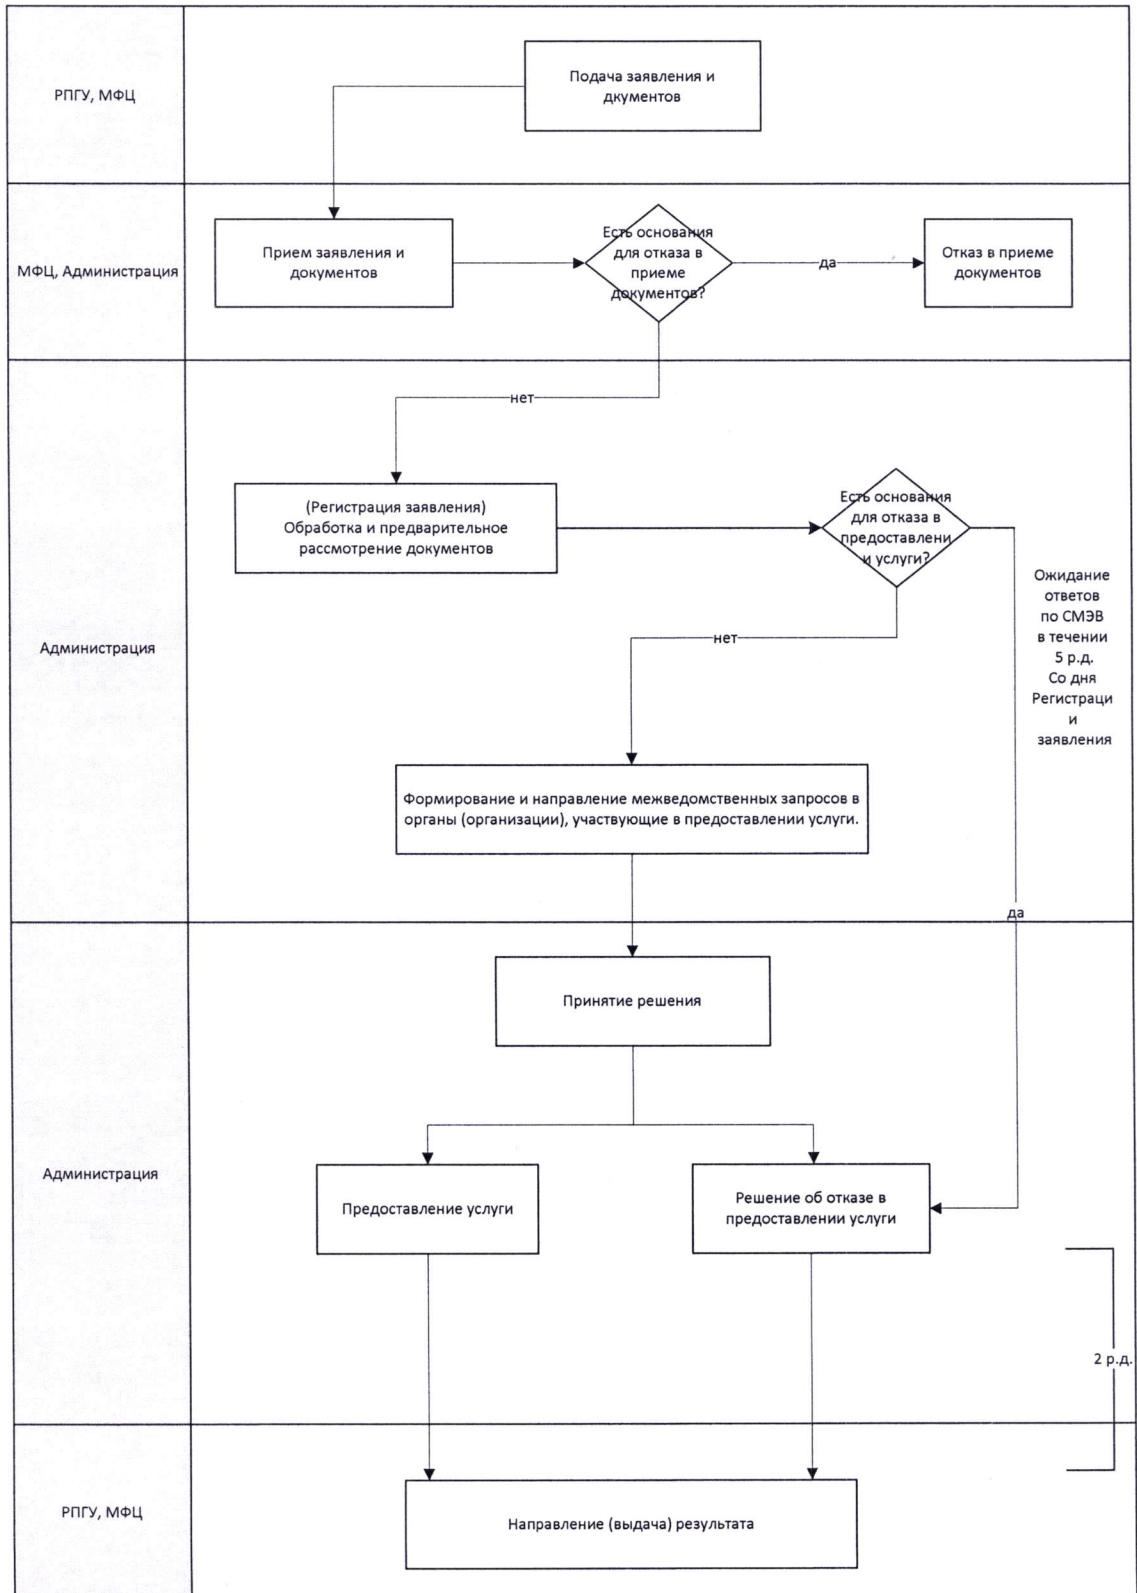 РПГУ, МФЦ
Подача заявления и
дкументов
МФЦ, Администрация
Прием заявления и
документов
Есть основания
для отказа в
приеме
документов?
да
Отказ в приеме
документов
нет
Администрация
(Регистрация заявления)
Обработка и предварительное
рассмотрение документов
Есть основания
для отказа в
предоставлени
и услуги?
Ожидание
ответов
по СМЭВ
в течении
5 р.д.
Со дня
Регистраци
и
заявления
нет
Формирование и направление межведомственных запросов в
органы (организации), участвующие в предоставлении услуги.
да
Администрация
Принятие решения
Предоставление услуги
Решение об отказе в
предоставлении услуги
2 р.д.
РПГУ, МФЦ
Направление (выдача) результата